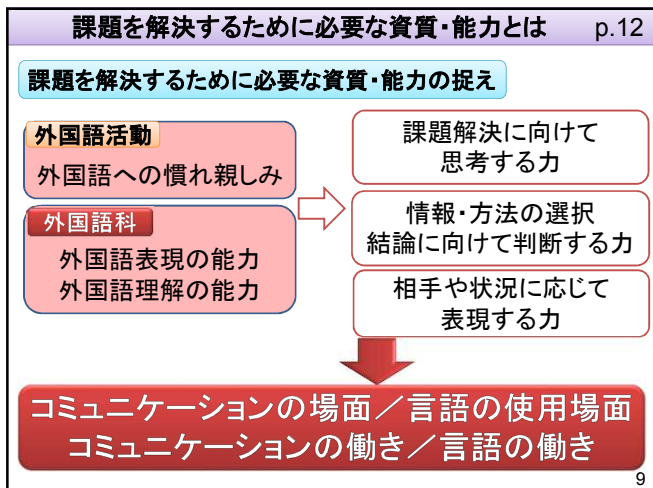 課題を解決するために必要な資質・能力とは p.12
課題を解決するために必要な資質・能力の捉え
外国語活動
外国語への慣れ親しみ
外国語科
外国語表現の能力
外国語理解の能力
課題解決に向けて
思考する力
情報・方法の選択
結論に向けて判断する力
相手や状況に応じて
表現する力
コミュニケーションの場面／言語の使用場面
コミュニケーションの働き／言語の働き
9